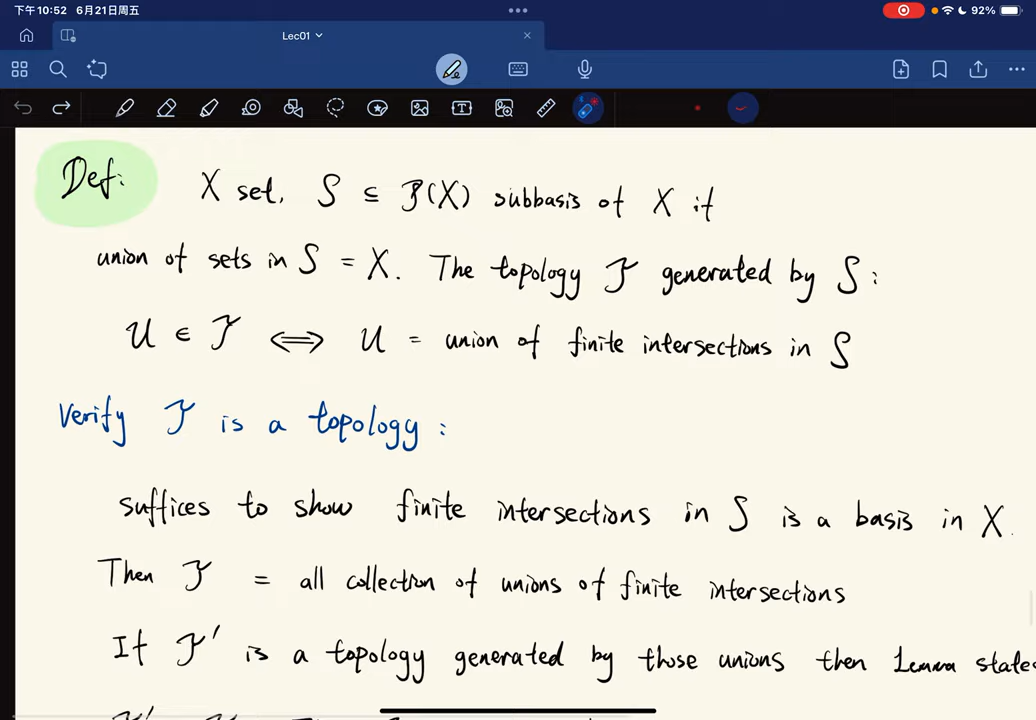 下午10:52 6月21日周五
92%
Lec01
Def: X set, S ⊆ P(X) subbasis of X if
union of sets in S = X. The topology T generated by S:
U ∈ T ⟺ U = union of finite intersections in S
Verify T is a topology:
suffices to show finite intersections in S is a basis in X.
Then T = all collection of unions of finite intersections
If T' is a topology generated by those unions then Lemma states